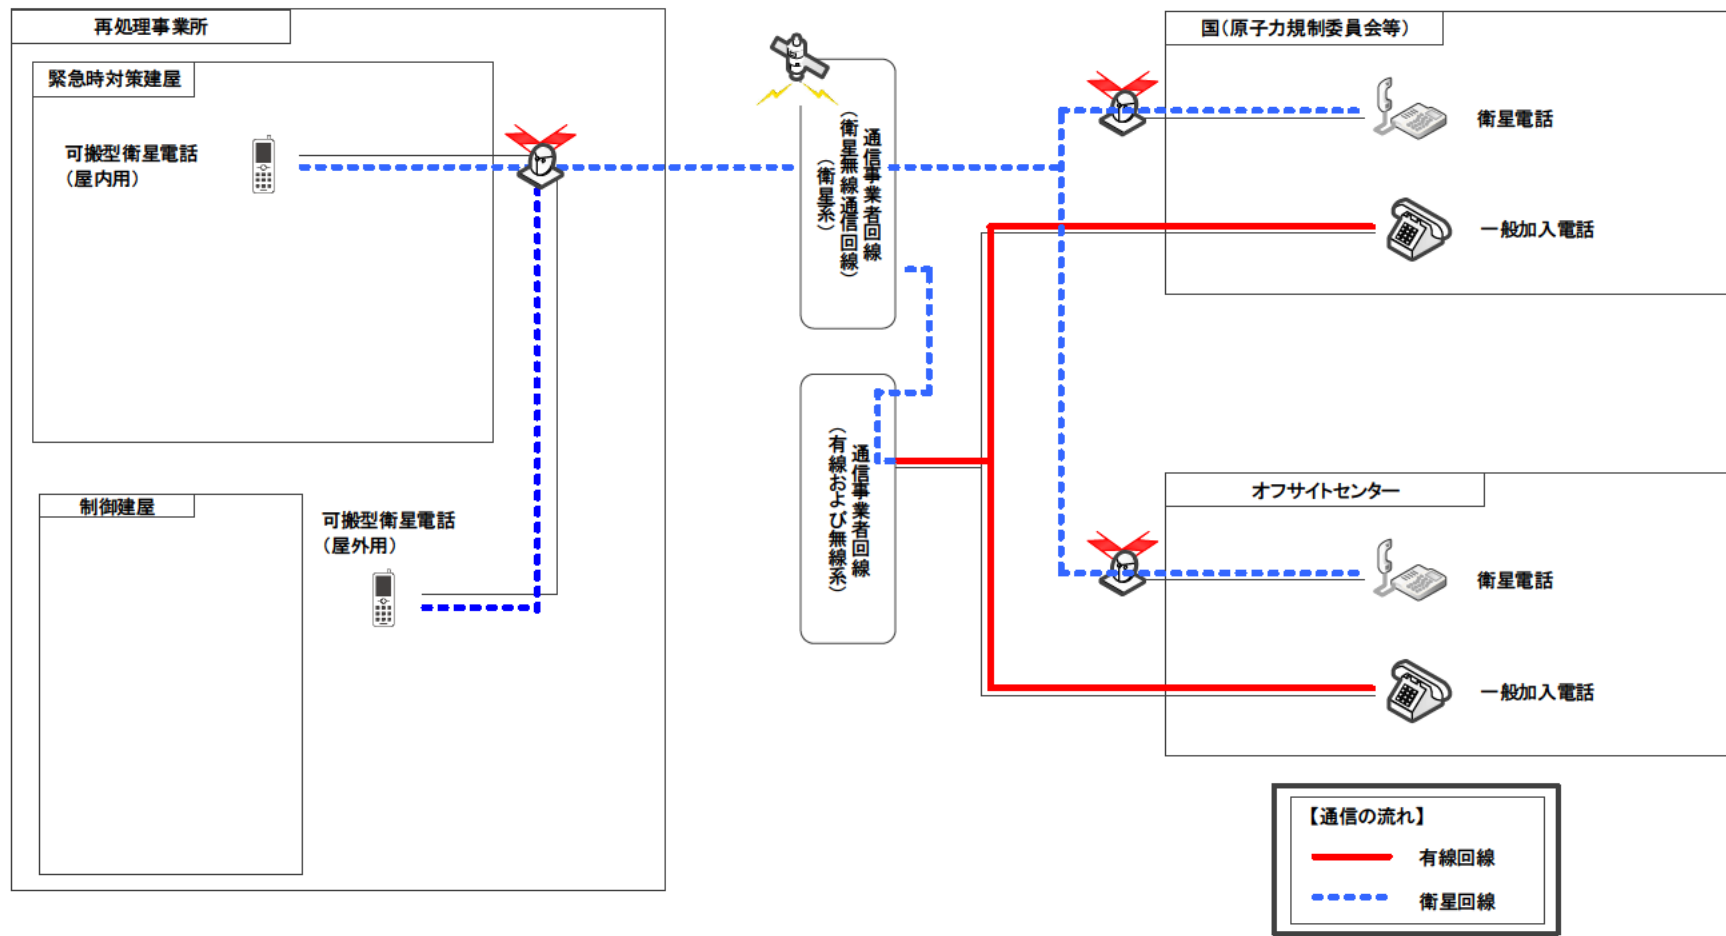 再処理事業所
緊急時対策建屋
可搬型衛星電話
（屋内用）
制御建屋
可搬型衛星電話
（屋外用）
通信事業者回線
（衛星無線通信回線）
（衛星系）
通信事業者回線
（有線および無線系）
国（原子力規制委員会等）
衛星電話
一般加入電話
オフサイトセンター
衛星電話
一般加入電話
【通信の流れ】
有線回線
衛星回線